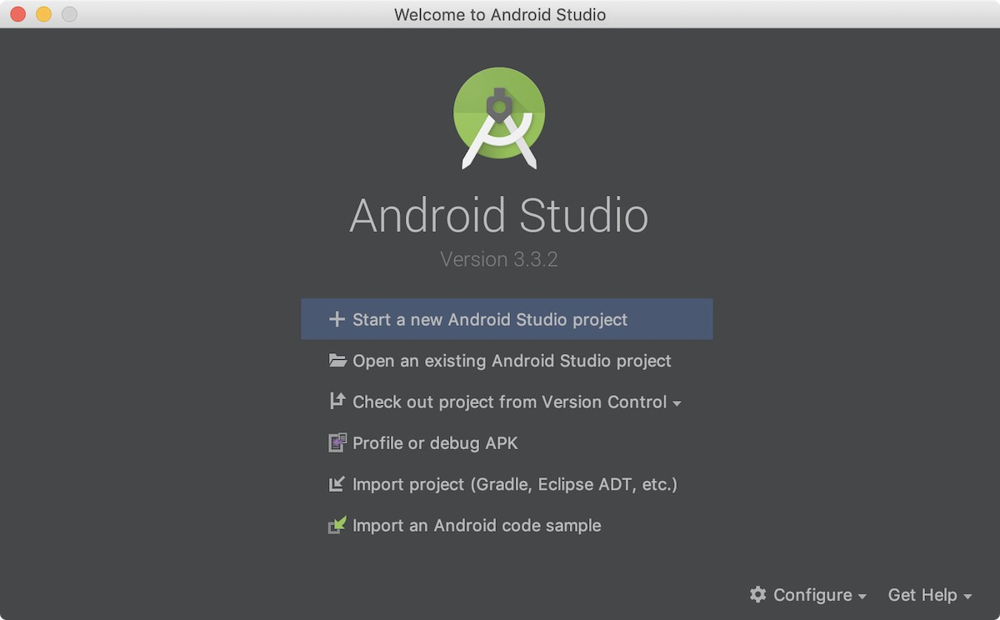 Welcome to Android Studio
Android Studio
Version 3.3.2
Start a new Android Studio project
Open an existing Android Studio project
Check out project from Version Control
Profile or debug APK
Import project (Gradle, Eclipse ADT, etc.)
Import an Android code sample
Configure Get Help